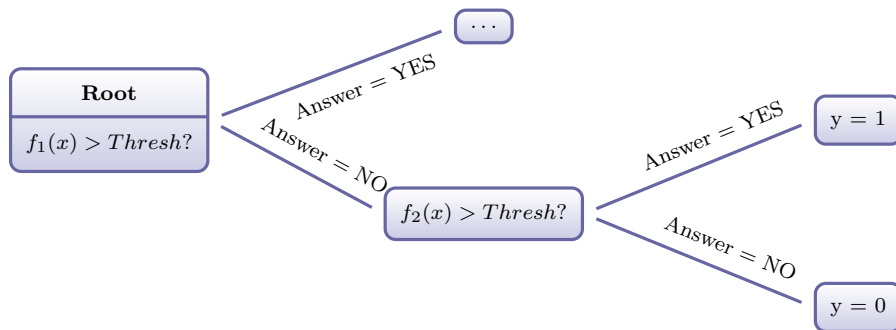 Root
f₁(x) > Thresh?
Answer = YES
· · ·
Answer = NO
f₂(x) > Thresh?
Answer = YES
y = 1
Answer = NO
y = 0